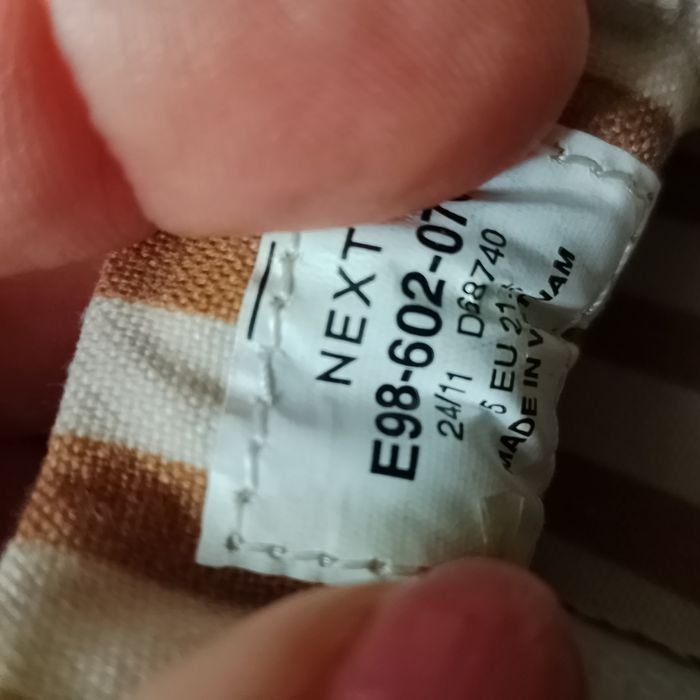 NEXT
E98-602-07
24/11 D68740
EU 21
MADE IN